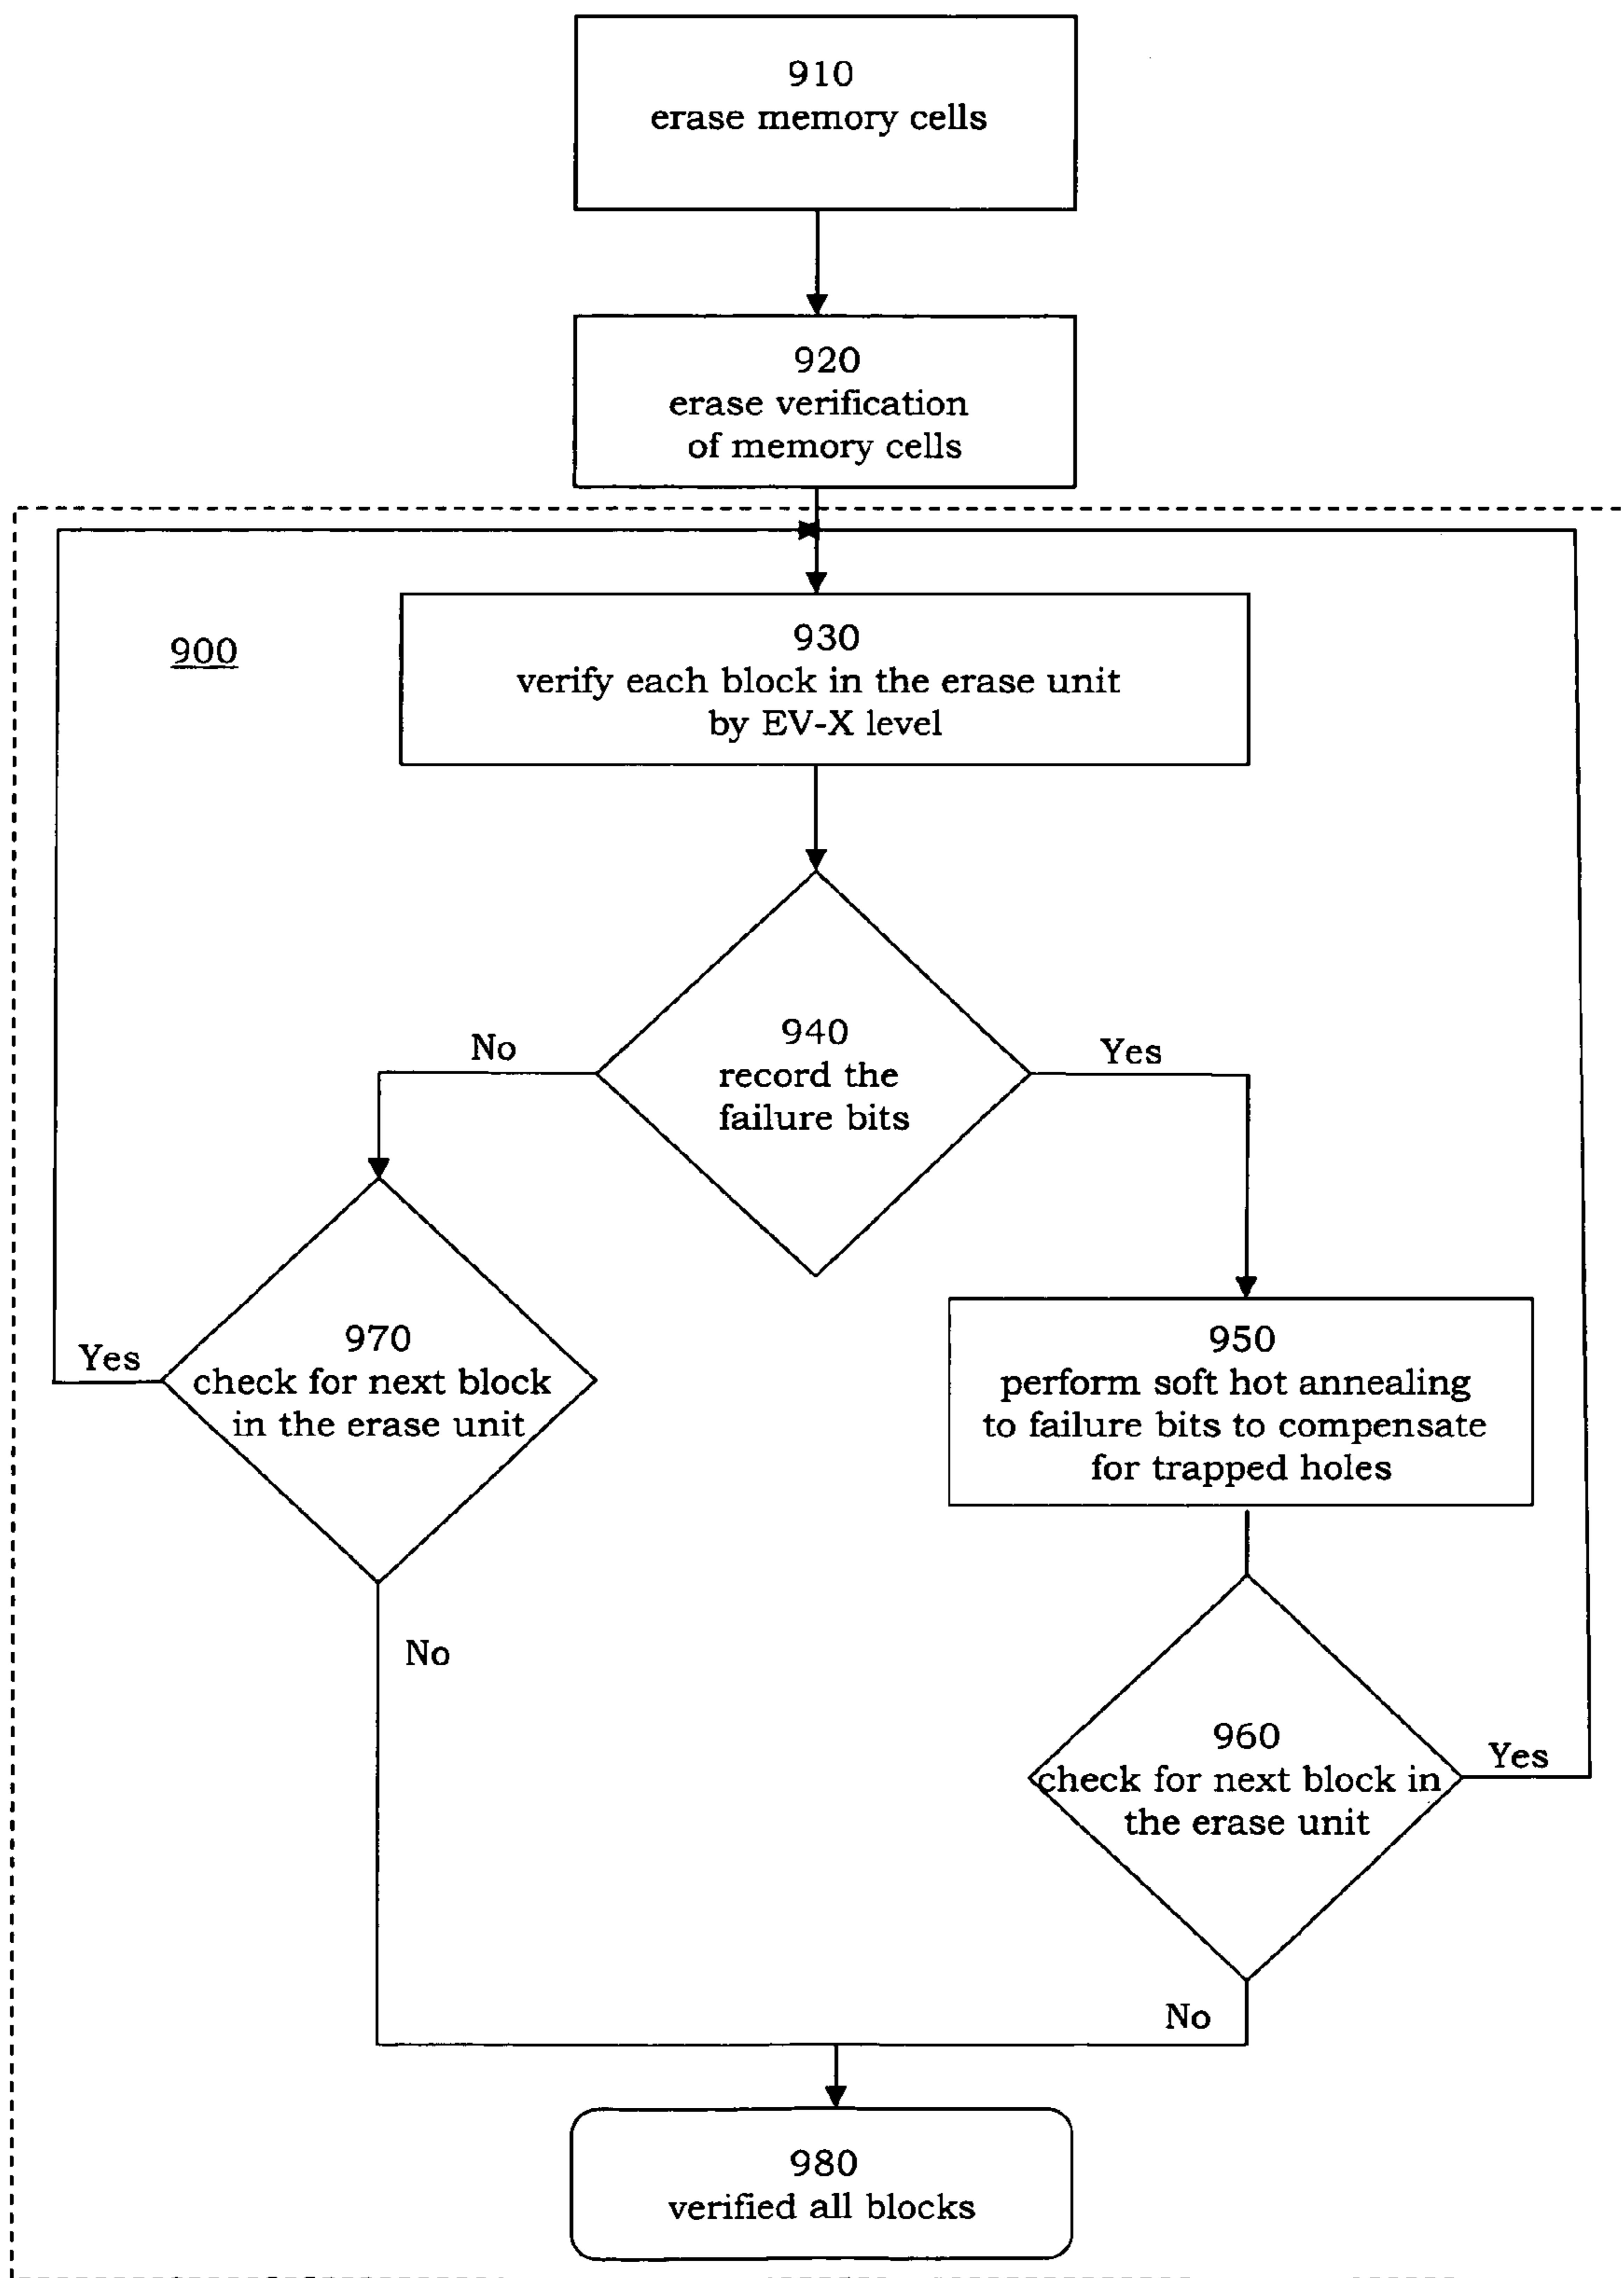 910
erase memory cells
920
erase verification
of memory cells
900
930
verify each block in the erase unit
by EV-X level
940
record the
failure bits
No
Yes
970
check for next block
in the erase unit
Yes
950
perform soft hot annealing
to failure bits to compensate
for trapped holes
No
960
check for next block in
the erase unit
Yes
No
980
verified all blocks